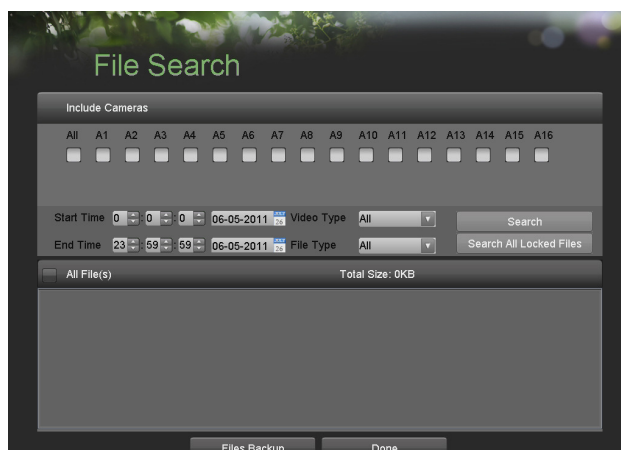 File Search
Include Cameras
All A1 A2 A3 A4 A5 A6 A7 A8 A9 A10 A11 A12 A13 A14 A15 A16
Start Time 0 : 0 : 0 06-05-2011 26 Video Type All Search
End Time 23 : 59 : 59 06-05-2011 26 File Type All Search All Locked Files
All File(s) Total Size: 0KB
Files Backup Done